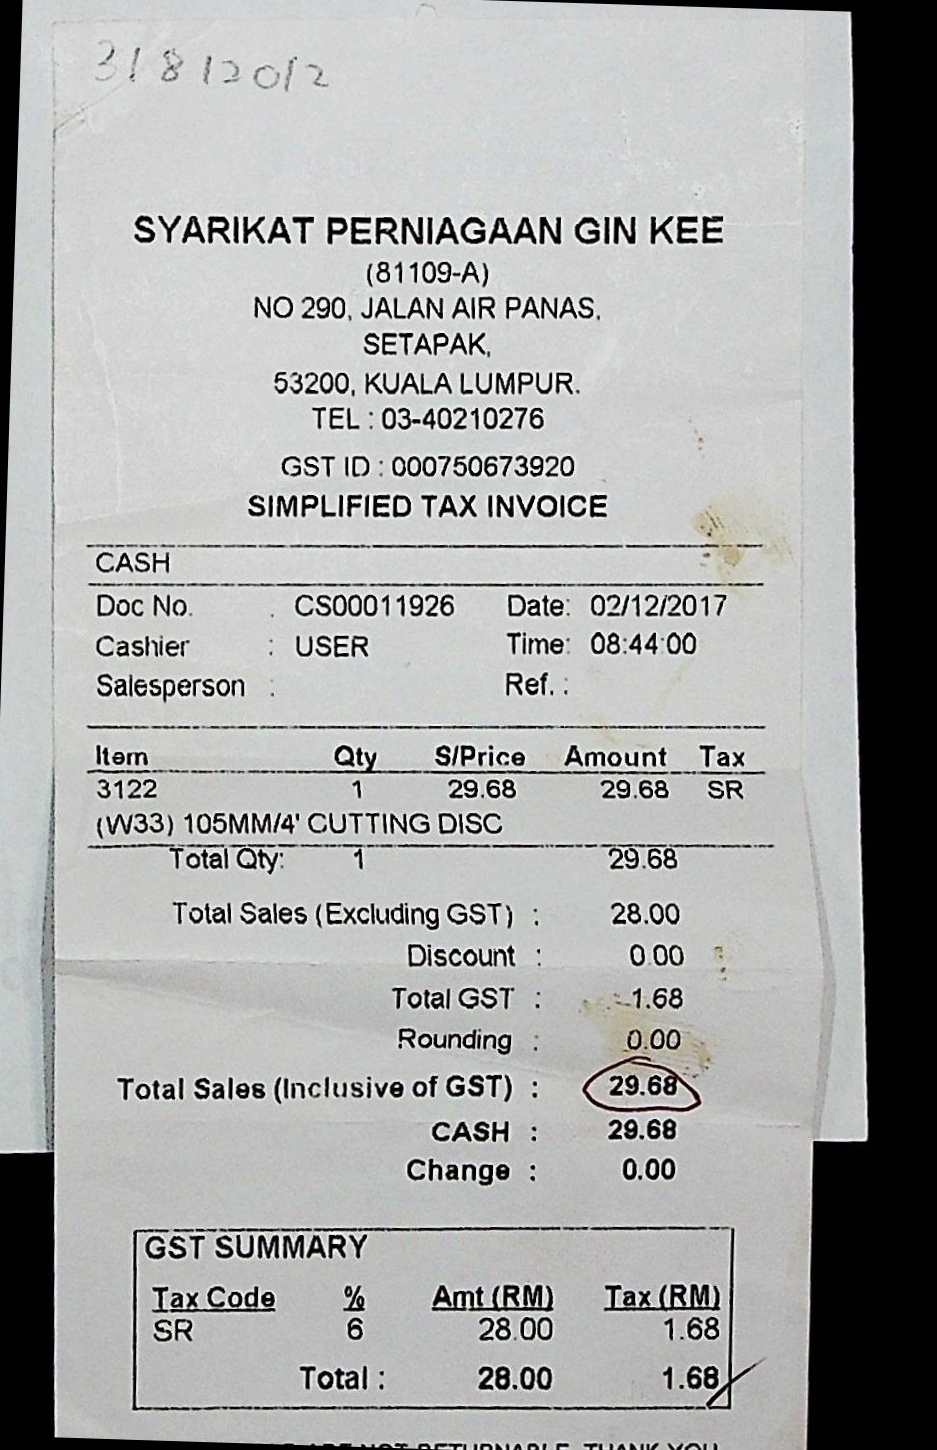 31812012
SYARIKAT PERNIAGAAN GIN KEE
(81109-A)
NO 290, JALAN AIR PANAS,
SETAPAK,
53200, KUALA LUMPUR.
TEL : 03-40210276
GST ID : 000750673920
SIMPLIFIED TAX INVOICE
CASH
Doc No. : CS00011926 Date: 02/12/2017
Cashier : USER Time: 08:44:00
Salesperson : Ref. :
Item Qty S/Price Amount Tax
3122 1 29.68 29.68 SR
(W33) 105MM/4' CUTTING DISC
Total Qty: 1 29.68
Total Sales (Excluding GST) : 28.00
Discount : 0.00
Total GST : 1.68
Rounding : 0.00
Total Sales (Inclusive of GST) : 29.68
CASH : 29.68
Change : 0.00
GST SUMMARY
Tax Code % Amt (RM) Tax (RM)
SR 6 28.00 1.68
Total : 28.00 1.68
ARE NOT RETURNABLE, THANK YOU